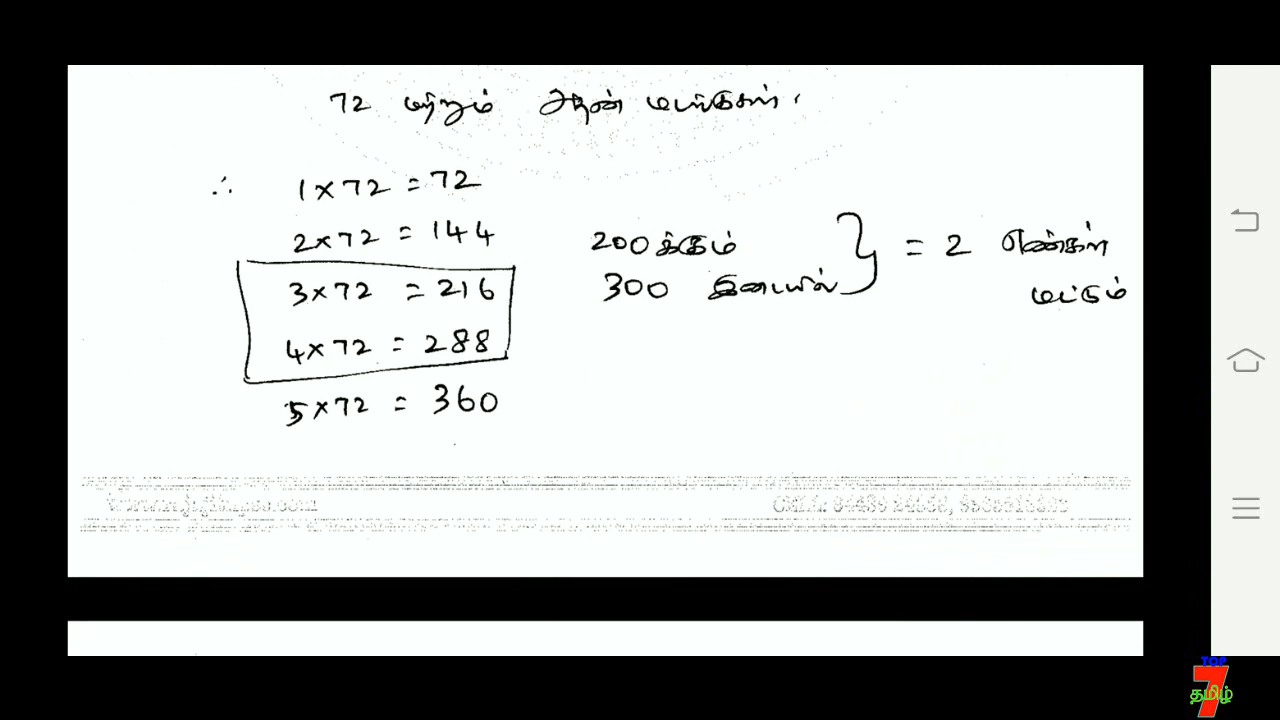 72 மற்றும் அதன் மடங்குகள்.
∴ 1×72 = 72
2×72 = 144
3×72 = 216
4×72 = 288
5×72 = 360
200க்கும்
300 இடையில்
} = 2 எண்கள்
மட்டும்
TOP
7
தமிழ்